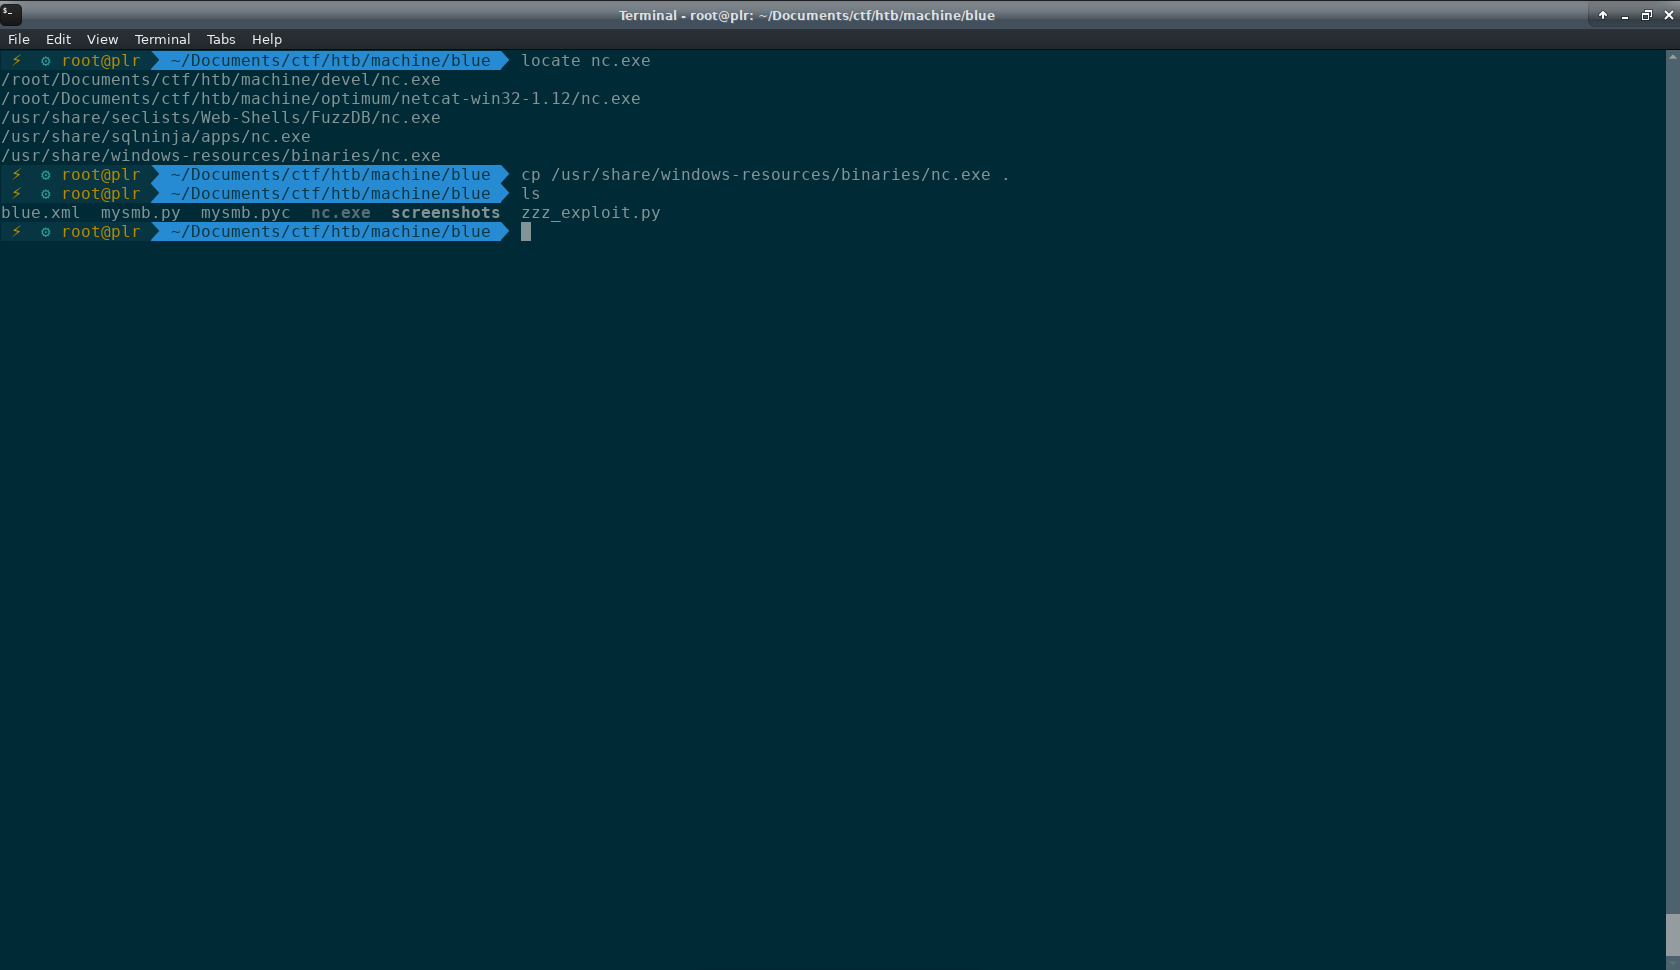 Terminal - root@plr: ~/Documents/ctf/htb/machine/blue
File Edit View Terminal Tabs Help
⚡ ⚙ root@plr ~/Documents/ctf/htb/machine/blue locate nc.exe
/root/Documents/ctf/htb/machine/devel/nc.exe
/root/Documents/ctf/htb/machine/optimum/netcat-win32-1.12/nc.exe
/usr/share/seclists/Web-Shells/FuzzDB/nc.exe
/usr/share/sqlninja/apps/nc.exe
/usr/share/windows-resources/binaries/nc.exe
⚡ ⚙ root@plr ~/Documents/ctf/htb/machine/blue cp /usr/share/windows-resources/binaries/nc.exe .
⚡ ⚙ root@plr ~/Documents/ctf/htb/machine/blue ls
blue.xml mysmb.py mysmb.pyc nc.exe screenshots zzz_exploit.py
⚡ ⚙ root@plr ~/Documents/ctf/htb/machine/blue